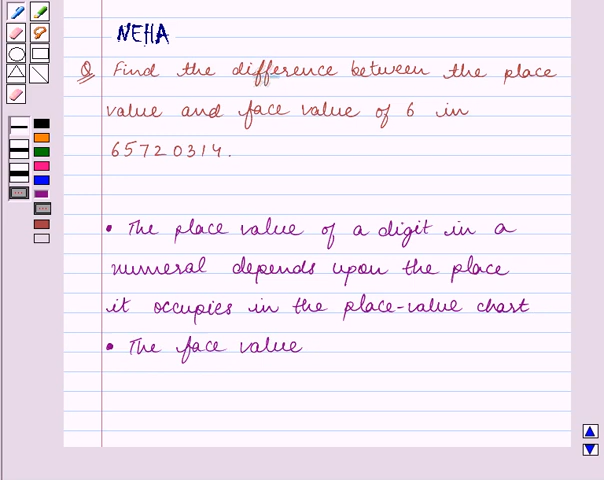 NEHA
Q Find the difference between the place
value and face value of 6 in
65720314.
• The place value of a digit in a
numeral depends upon the place
it occupies in the place-value chart
• The face value